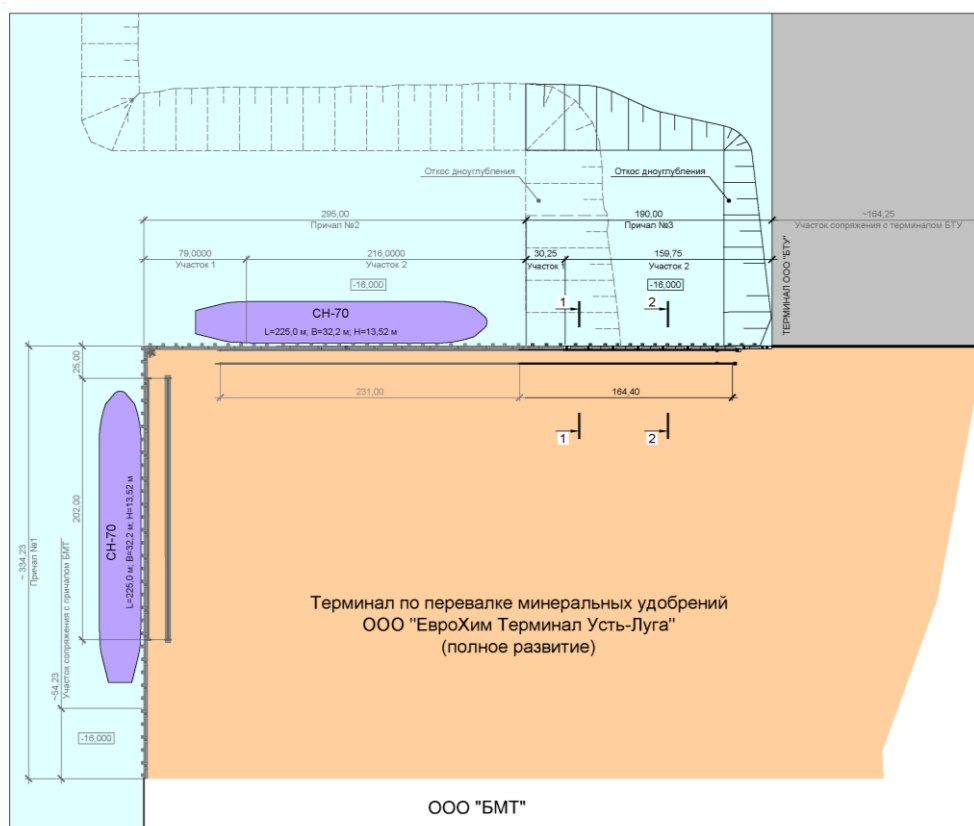 Откос дноуглубления
Откос дноуглубления
295,00
Причал №2
190,00
Причал №3
~164,25
Участок сопряжения с терминалом БТУ
79,0000
Участок 1
216,0000
Участок 2
30,25
Участок 1
159,75
Участок 2
ТЕРМИНАЛ ООО "БТУ"
-16,000
-16,000
1
2
СН-70
L=225,0 м; B=32,2 м; H=13,52 м
25,00
231,00
164,40
1
2
202,00
СН-70
L=225,0 м; B=32,2 м; H=13,52 м
~ 334,23
Причал №1
~54,23
Участок сопряжения с причалом БМТ
-16,000
Терминал по перевалке минеральных удобрений
ООО "ЕвроХим Терминал Усть-Луга"
(полное развитие)
ООО "БМТ"